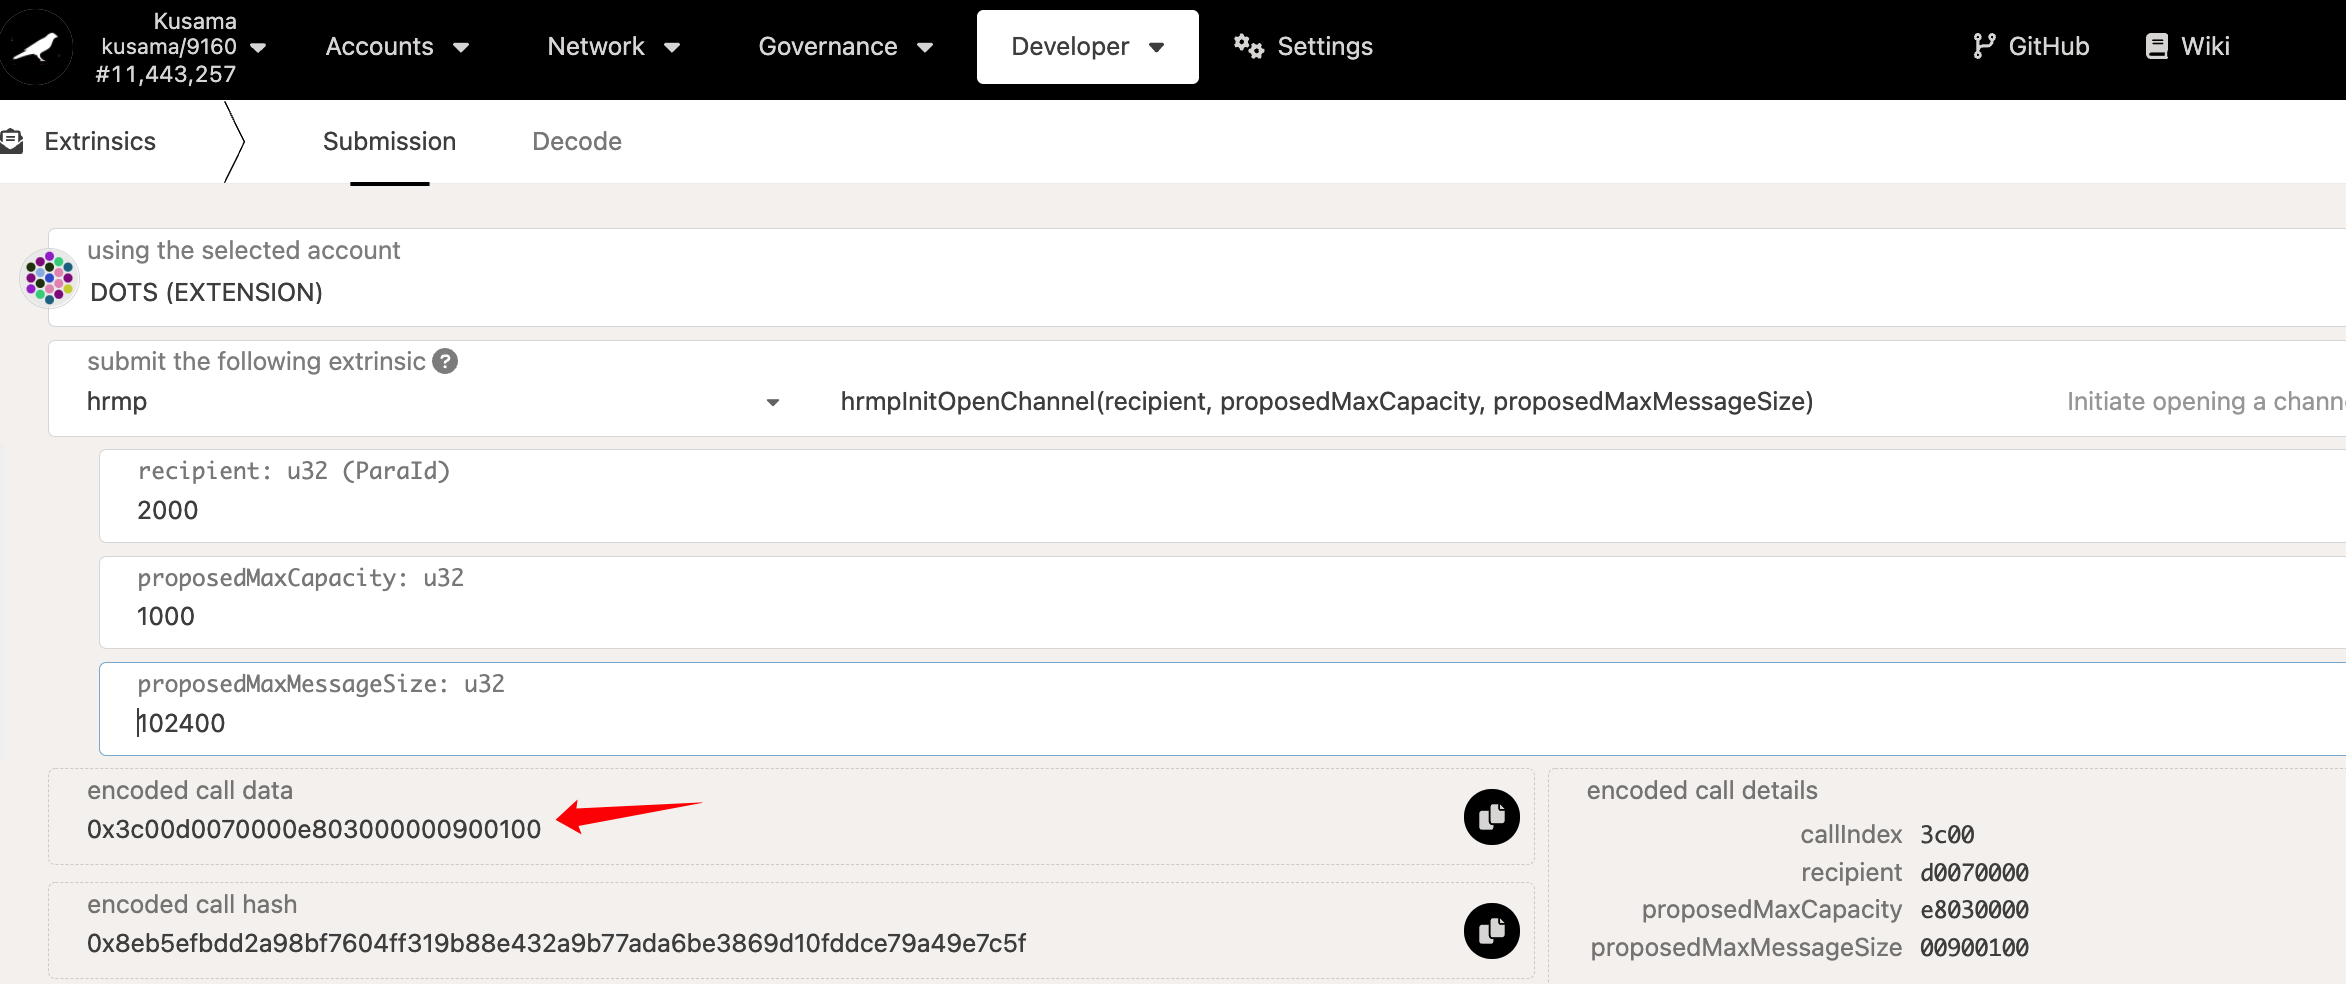 Kusama
kusama/9160
#11,443,257
Accounts
Network
Governance
Developer
Settings
GitHub
Wiki
Extrinsics
Submission
Decode
using the selected account
DOTS (EXTENSION)
submit the following extrinsic ?
hrmp
hrmpInitOpenChannel(recipient, proposedMaxCapacity, proposedMaxMessageSize)
Initiate opening a chann
recipient: u32 (ParaId)
2000
proposedMaxCapacity: u32
1000
proposedMaxMessageSize: u32
102400
encoded call data
0x3c00d0070000e803000000900100
encoded call details
callIndex 3c00
recipient d0070000
proposedMaxCapacity e8030000
proposedMaxMessageSize 00900100
encoded call hash
0x8eb5efbdd2a98bf7604ff319b88e432a9b77ada6be3869d10fddce79a49e7c5f